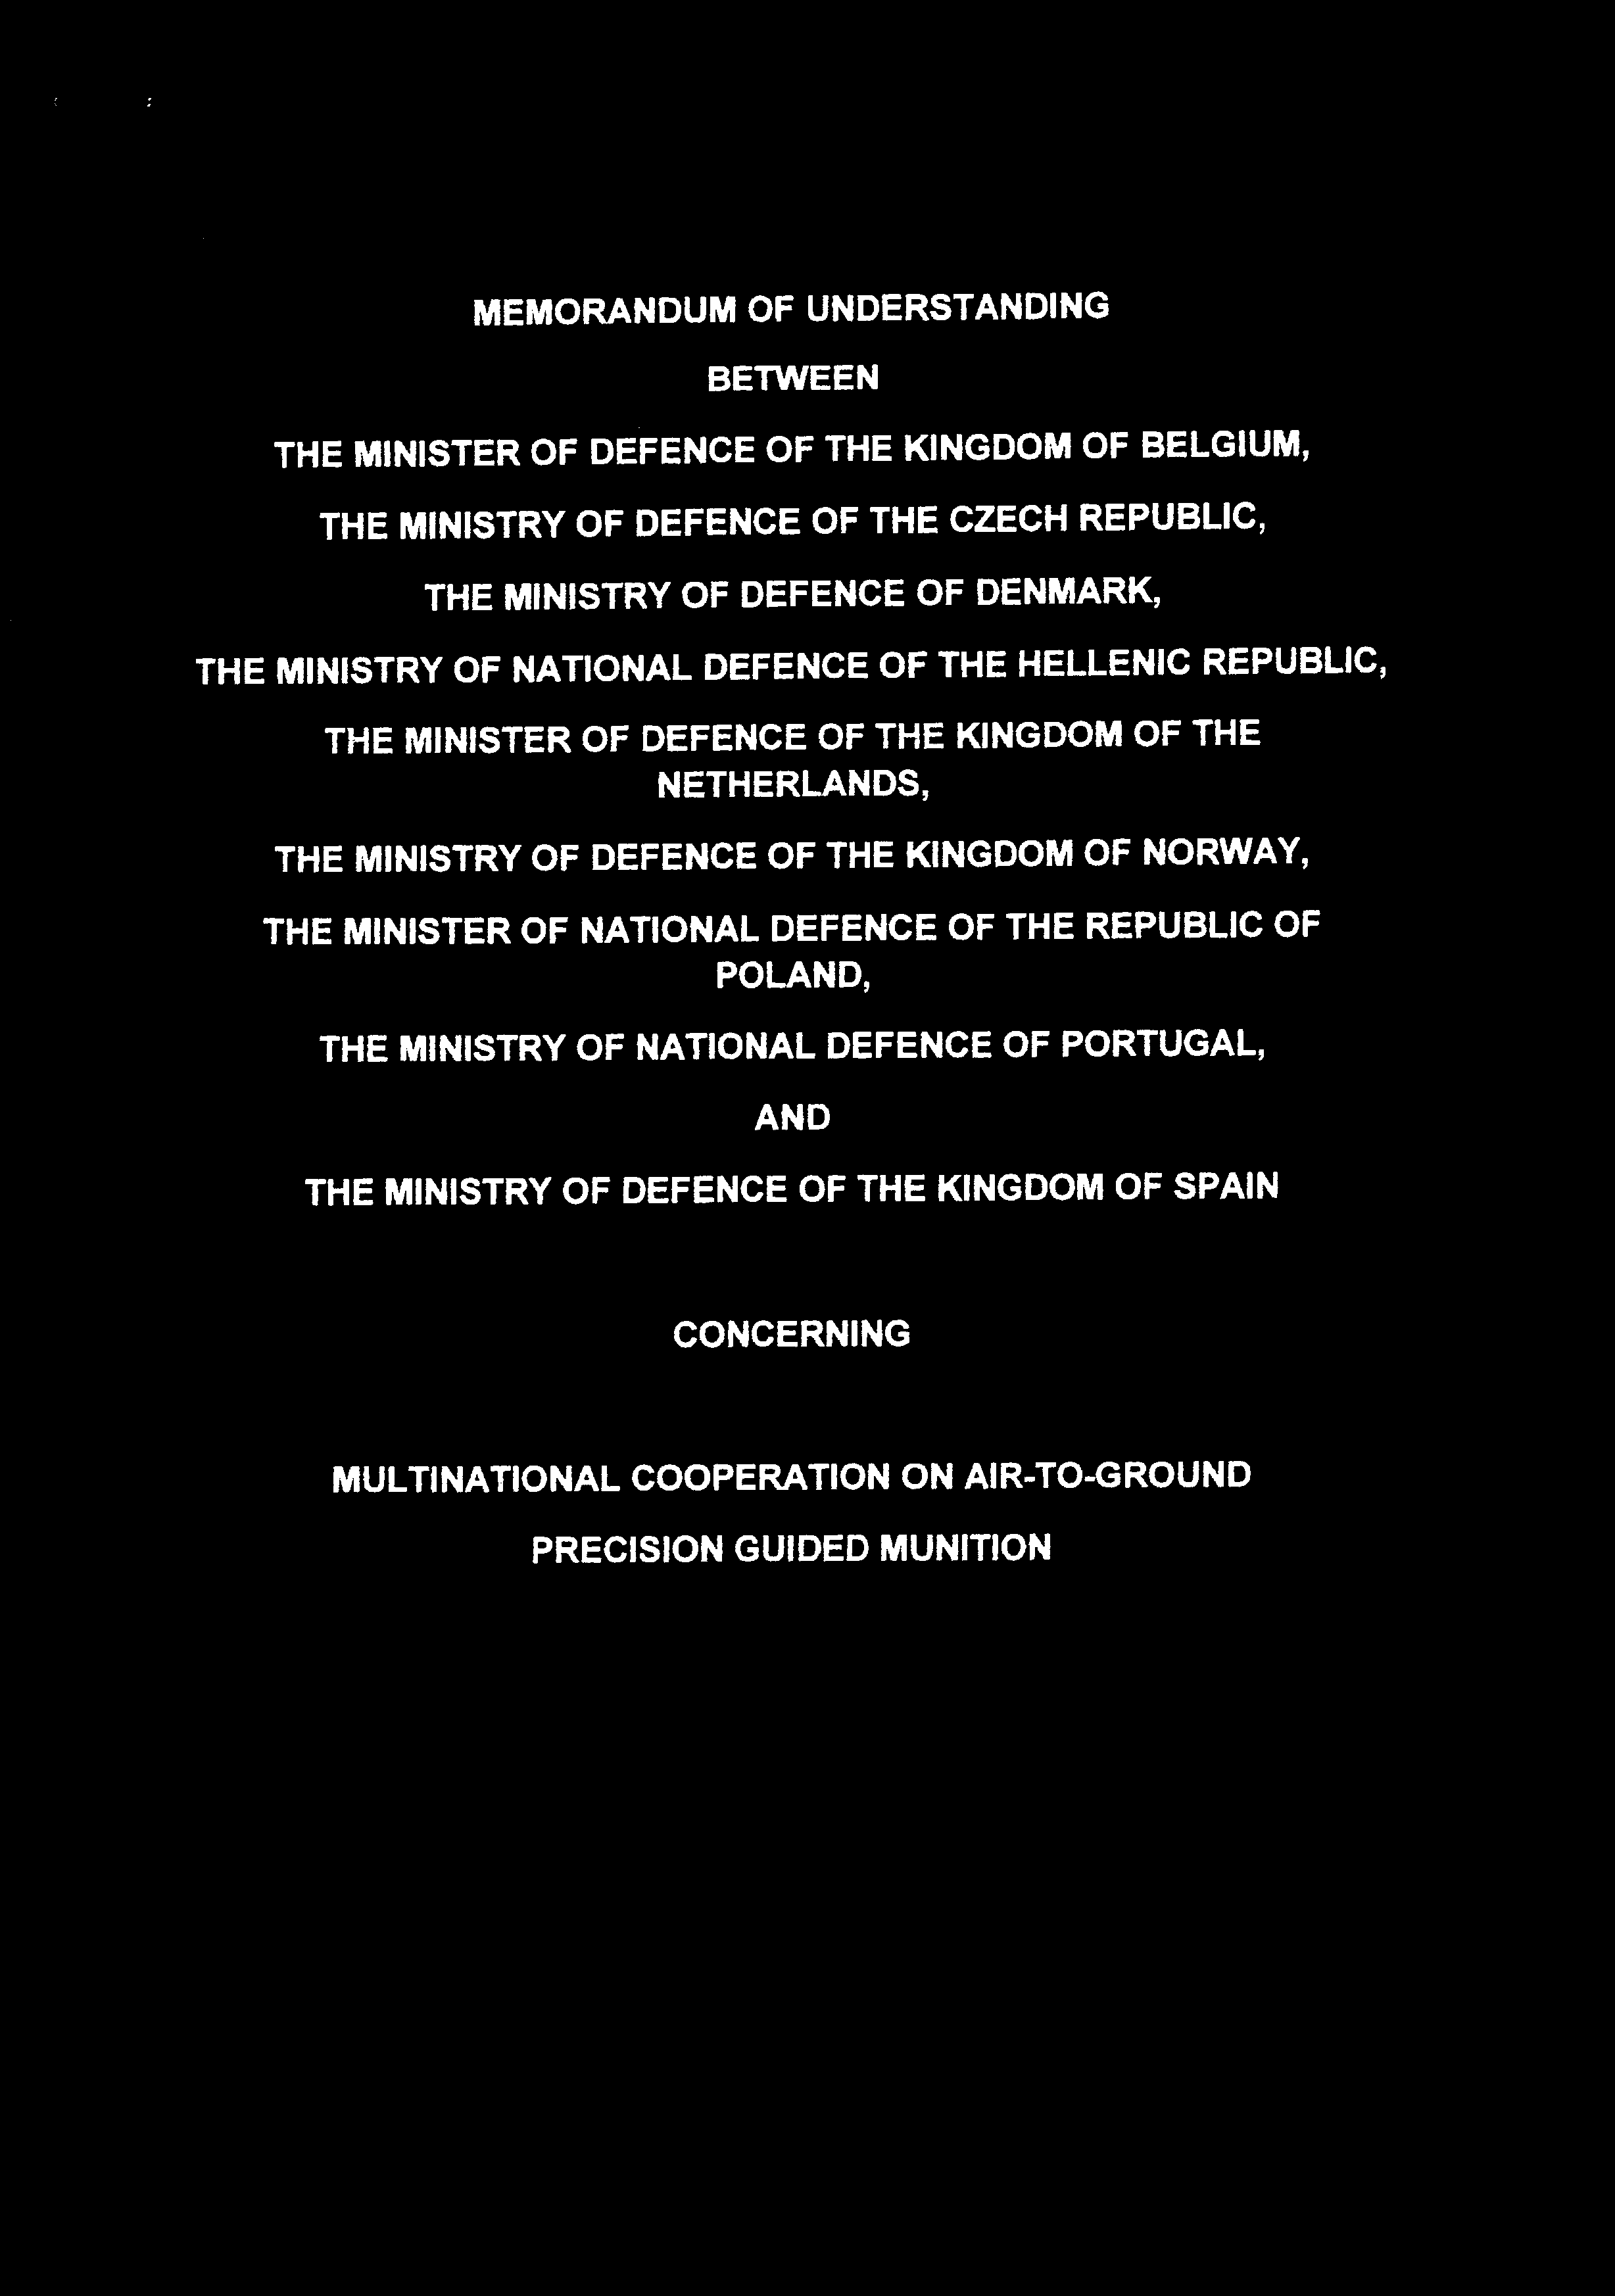 MEMORANDUM OF UNDERSTANDING
BETWEEN
THE MINISTER OF DEFENCE OF THE KINGDOM OF BELGIUM,
THE MINISTRY OF DEFENCE OF THE CZECH REPUBLIC,
THE MINISTRY OF DEFENCE OF DENMARK,
THE MINISTRY OF NATIONAL DEFENCE OF THE HELLENIC REPUBLIC,
THE MINISTER OF DEFENCE OF THE KINGDOM OF THE
NETHERLANDS,
THE MINISTRY OF DEFENCE OF THE KINGDOM OF NORWAY,
THE MINISTER OF NATIONAL DEFENCE OF THE REPUBLIC OF
POLAND,
THE MINISTRY OF NATIONAL DEFENCE OF PORTUGAL,
AND
THE MINISTRY OF DEFENCE OF THE KINGDOM OF SPAIN
CONCERNING
MULTINATIONAL COOPERATION ON AIR-TO-GROUND
PRECISION GUIDED MUNITION